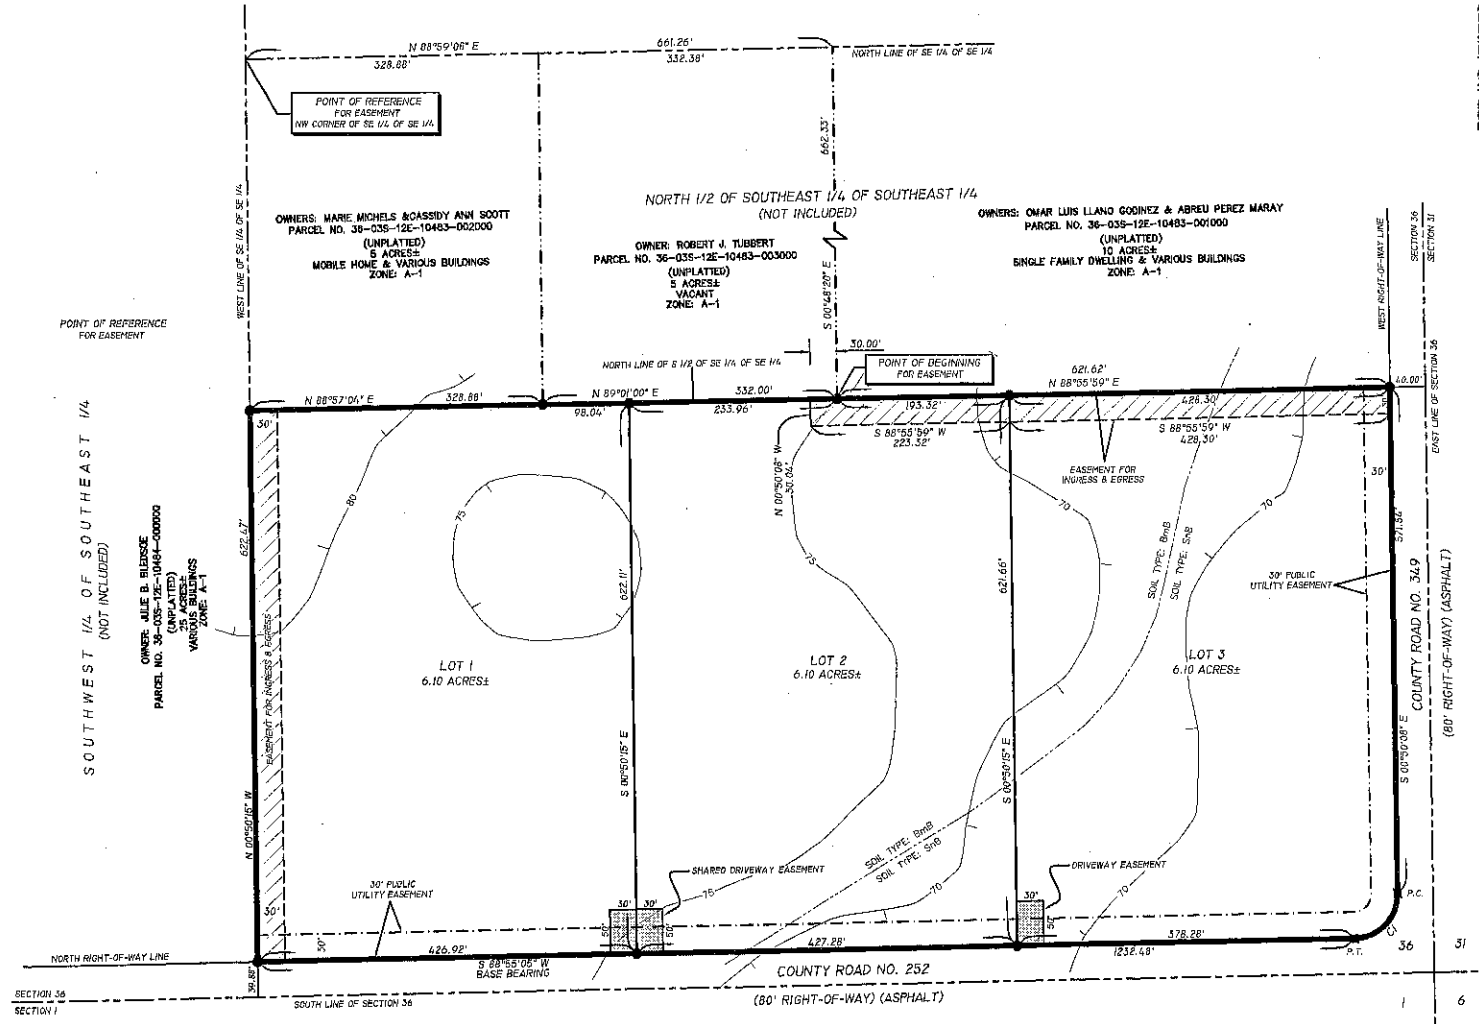 N 88°59'06" E
661.26'
328.88'
332.38'
NORTH LINE OF SE 1/4 OF SE 1/4
POINT OF REFERENCE
FOR EASEMENT
NW CORNER OF SE 1/4 OF SE 1/4
662.33'
WEST LINE OF SE 1/4 OF SE 1/4
NORTH 1/2 OF SOUTHEAST 1/4 OF SOUTHEAST 1/4
(NOT INCLUDED)
OWNERS: MARIE MICHELS & CASSIDY ANN SCOTT
PARCEL NO. 36-03S-12E-10483-002000
(UNPLATTED)
5 ACRES±
MOBILE HOME & VARIOUS BUILDINGS
ZONE: A-1
OWNER: ROBERT J. TUBBERT
PARCEL NO. 36-03S-12E-10483-003000
(UNPLATTED)
5 ACRES±
VACANT
ZONE: A-1
OWNERS: OMAR LUIS LLANO GODINEZ & ABREU PEREZ MARAY
PARCEL NO. 36-03S-12E-10483-001000
(UNPLATTED)
10 ACRES±
SINGLE FAMILY DWELLING & VARIOUS BUILDINGS
ZONE: A-1
S 00°48'20" E
WEST RIGHT-OF-WAY LINE
SECTION 36
SECTION 31
EAST LINE OF SECTION 36
POINT OF REFERENCE
FOR EASEMENT
30.00'
NORTH LINE OF S 1/2 OF SE 1/4 OF SE 1/4
POINT OF BEGINNING
FOR EASEMENT
621.62'
N 88°55'59" E
40.00'
N 88°57'04" E
328.88'
N 89°01'00" E
332.00'
98.04'
233.96'
193.32'
428.30'
S 88°55'59" W
223.32'
S 88°55'59" W
428.30'
30'
N 00°50'08" W
30.04'
EASEMENT FOR
INGRESS & EGRESS
30'
80
75
75
70
70
SOUTHWEST 1/4 OF SOUTHEAST 1/4
(NOT INCLUDED)
OWNER: JULIE B. BLEDSOE
PARCEL NO. 36-03S-12E-10484-000000
(UNPLATTED)
25 ACRES±
VARIOUS BUILDINGS
ZONE: A-1
622.47'
N 00°50'15" W
EASEMENT FOR INGRESS & EGRESS
622.11'
S 00°50'15" E
621.66'
S 00°50'15" E
SOIL TYPE: BmB
SOIL TYPE: SnB
30' PUBLIC
UTILITY EASEMENT
571.54'
S 00°50'08" E
COUNTY ROAD NO. 349
(80' RIGHT-OF-WAY) (ASPHALT)
LOT 1
6.10 ACRES±
LOT 2
6.10 ACRES±
LOT 3
6.10 ACRES±
SOIL TYPE: BmB
SOIL TYPE: SnB
30' PUBLIC
UTILITY EASEMENT
SHARED DRIVEWAY EASEMENT
75
70
DRIVEWAY EASEMENT
70
30'
30'
30'
30'
50'
50'
50'
50'
P.C.
C1
P.T.
NORTH RIGHT-OF-WAY LINE
426.92'
427.28'
378.28'
1232.48'
S 88°55'05" W
BASE BEARING
39.88'
COUNTY ROAD NO. 252
(80' RIGHT-OF-WAY) (ASPHALT)
SECTION 36
SECTION 1
SOUTH LINE OF SECTION 36
36
31
1
6